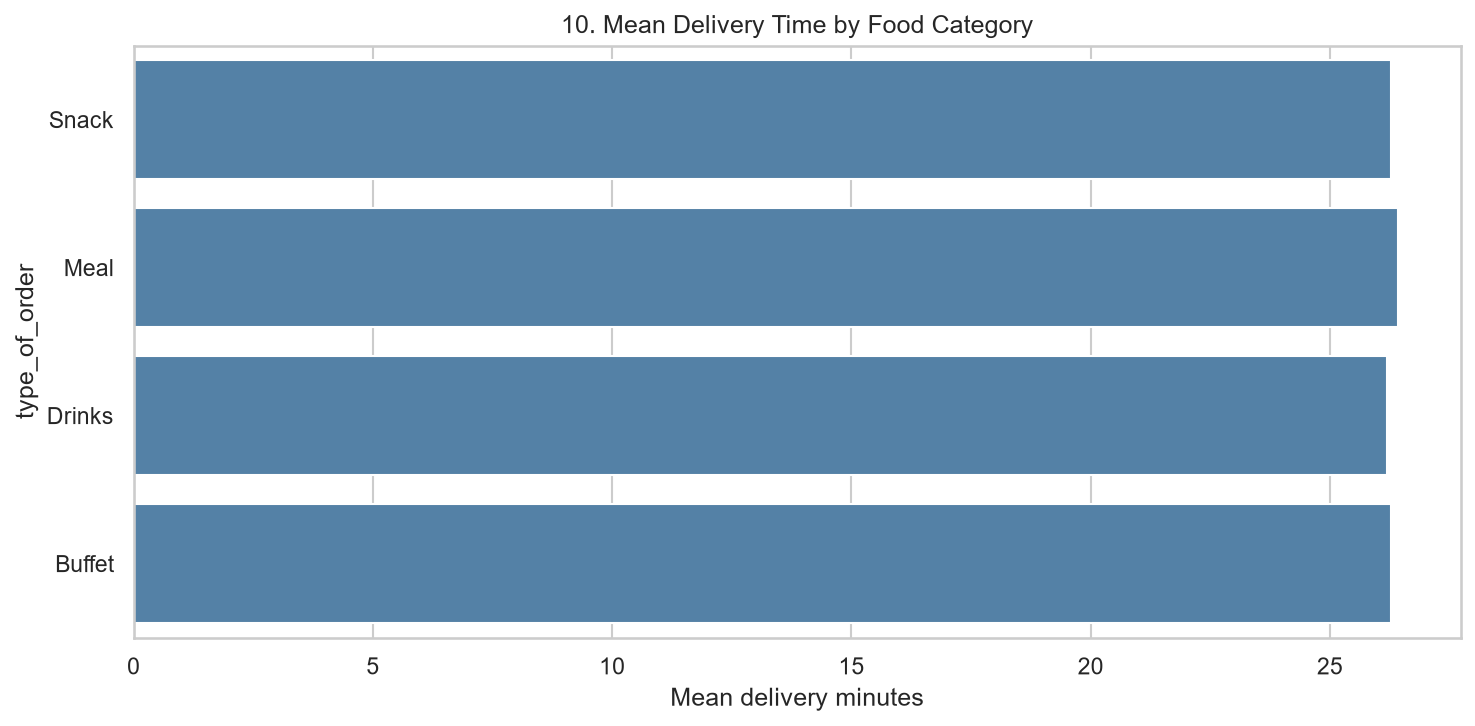 10. Mean Delivery Time by Food Category
type_of_order
Snack
Meal
Drinks
Buffet
0 5 10 15 20 25
Mean delivery minutes